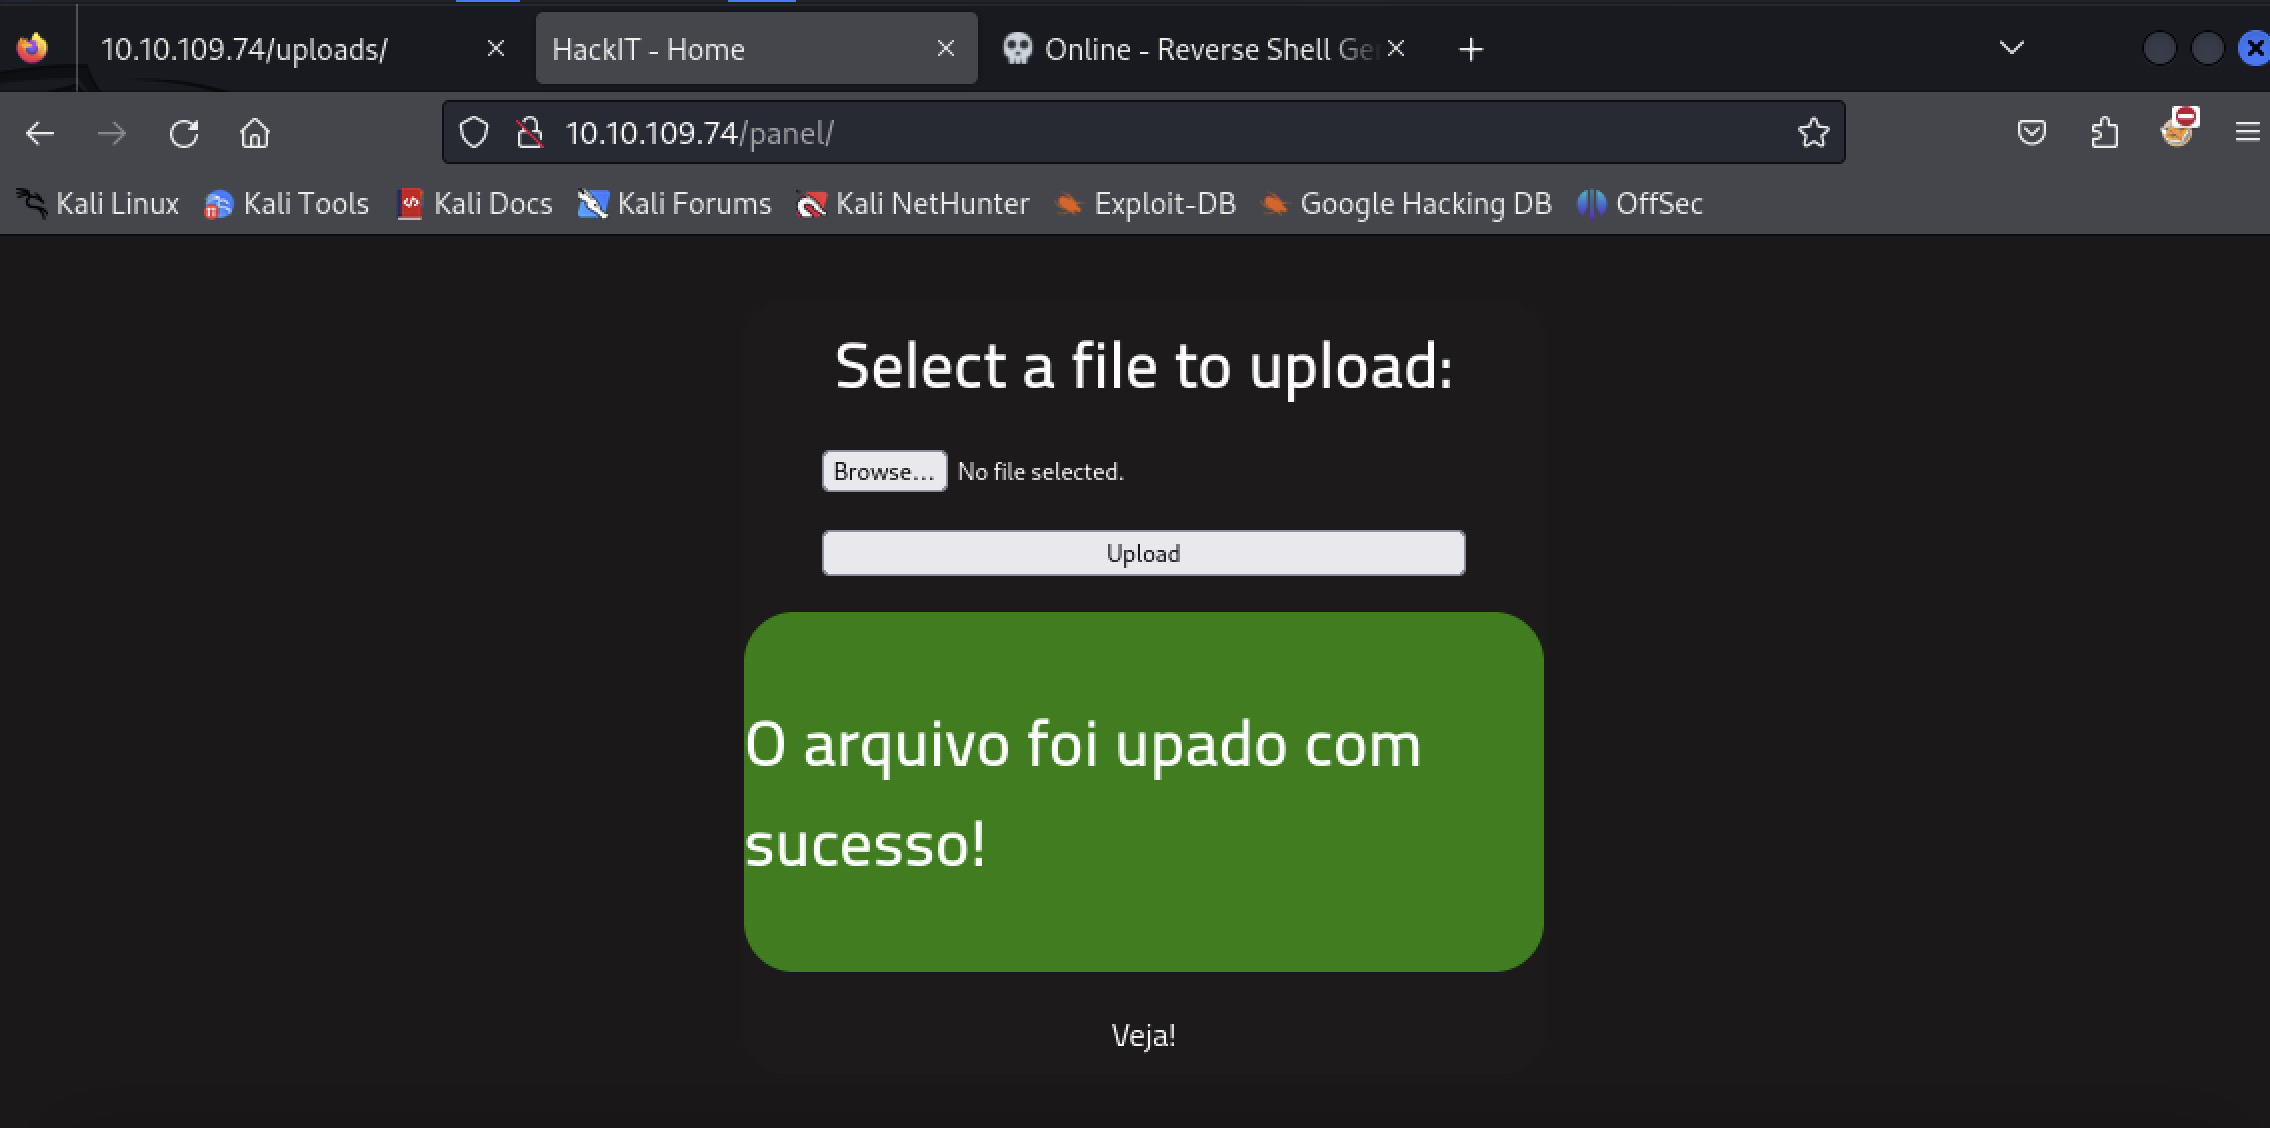 10.10.109.74/uploads/
HackIT - Home
Online - Reverse Shell Ge
10.10.109.74/panel/
Kali Linux Kali Tools Kali Docs Kali Forums Kali NetHunter Exploit-DB Google Hacking DB OffSec
Select a file to upload:
Browse... No file selected.
Upload
O arquivo foi upado com
sucesso!
Veja!